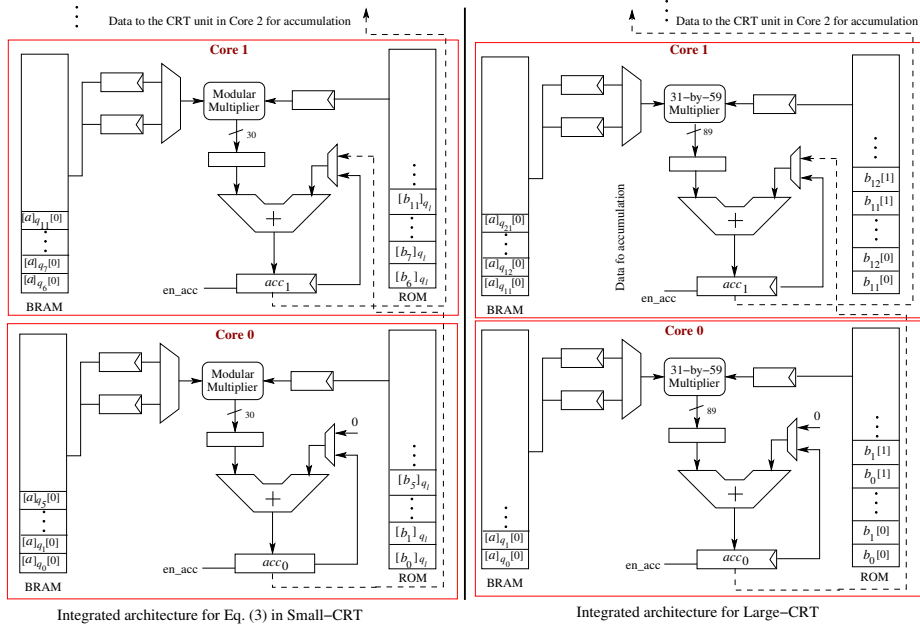 Data to the CRT unit in Core 2 for accumulation
Core 1
Modular
Multiplier
30
+
[a]q11[0]
[a]q7[0]
[a]q6[0]
BRAM
en_acc
acc1
[b11]ql
[b7]ql
[b6]ql
ROM
Core 0
Modular
Multiplier
30
0
+
[a]q5[0]
[a]q1[0]
[a]q0[0]
BRAM
en_acc
acc0
[b5]ql
[b1]ql
[b0]ql
ROM
Integrated architecture for Eq. (3) in Small−CRT
Data to the CRT unit in Core 2 for accumulation
Core 1
31−by−59
Multiplier
89
+
Data fo accumulation
[a]q21[0]
[a]q12[0]
[a]q11[0]
BRAM
en_acc
acc1
b12[1]
b11[1]
b12[0]
b11[0]
ROM
Core 0
31−by−59
Multiplier
89
0
+
[a]q1[0]
[a]q0[0]
BRAM
en_acc
acc0
b1[1]
b0[1]
b1[0]
b0[0]
ROM
Integrated architecture for Large−CRT